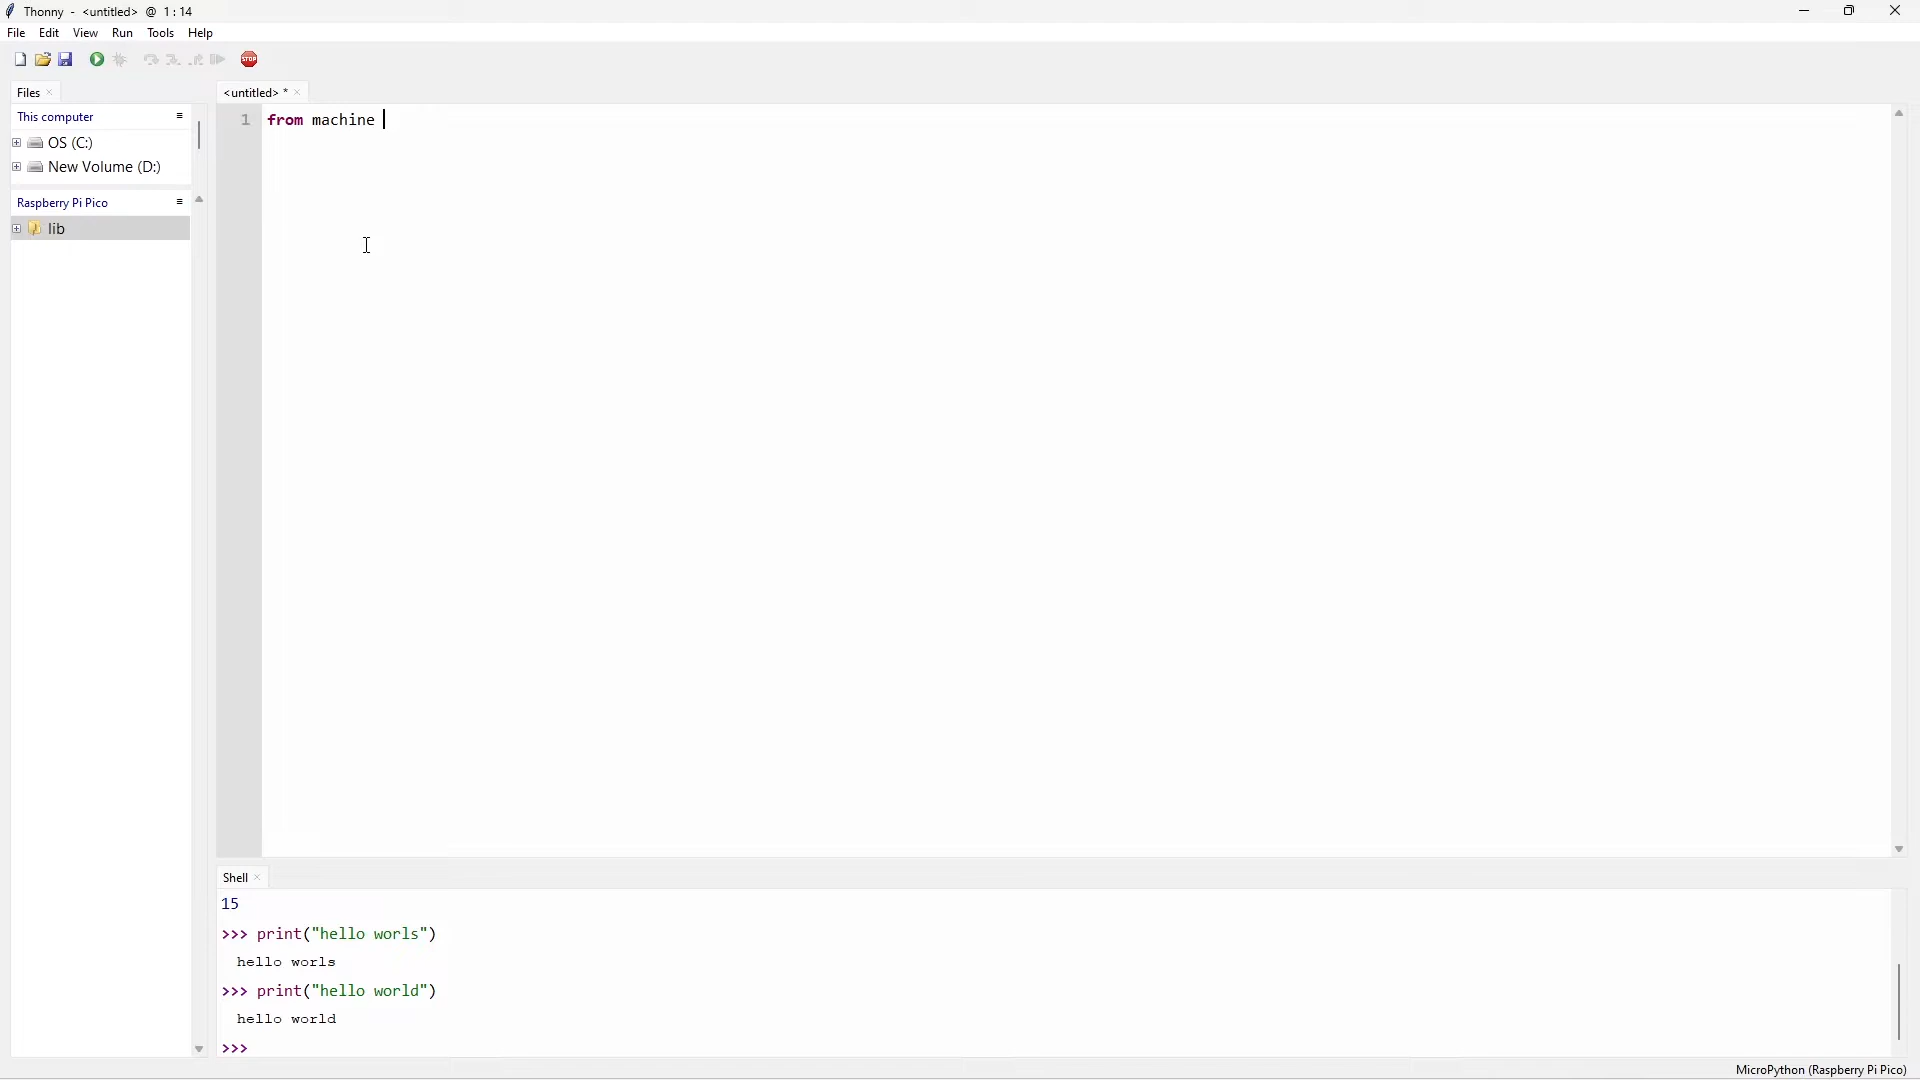 Thonny - <untitled> @ 1:14
File Edit View Run Tools Help
STOP
Files
<untitled> *
This computer
OS (C:)
New Volume (D:)
Raspberry Pi Pico
lib
1 from machine
Shell
15
>>> print("hello worls")
hello worls
>>> print("hello world")
hello world
>>>
MicroPython (Raspberry Pi Pico)